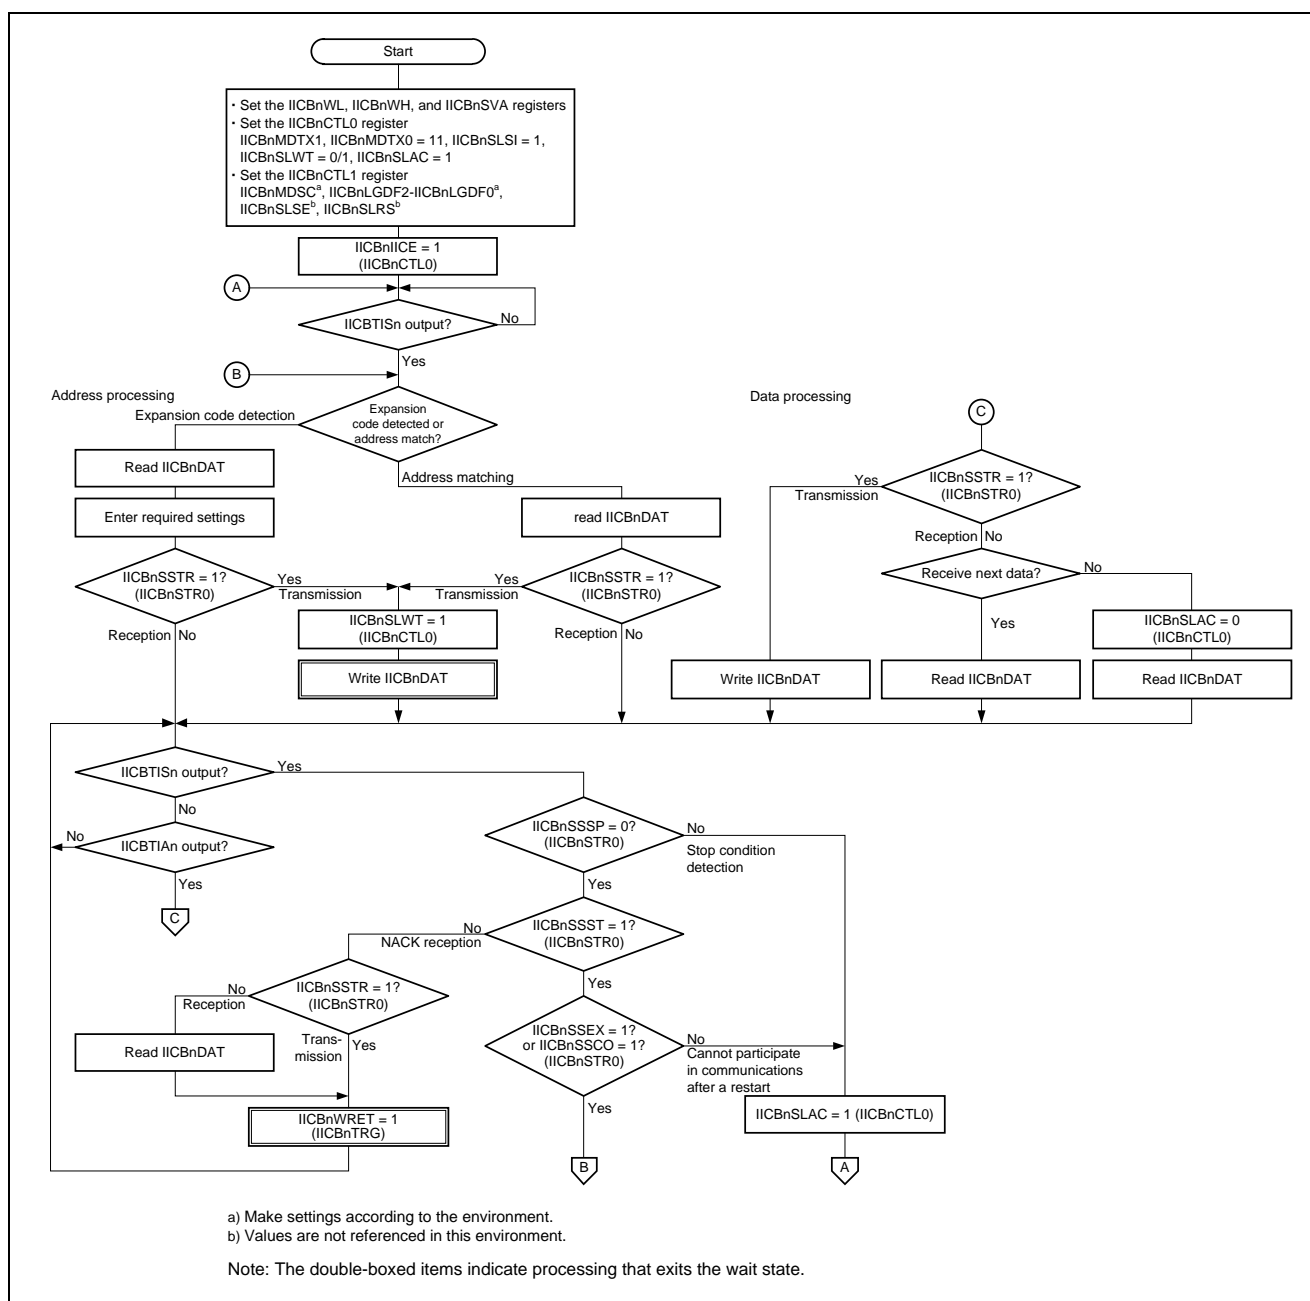 Start
・Set the IICBnWL, IICBnWH, and IICBnSVA registers
・Set the IICBnCTL0 register
IICBnMDTX1, IICBnMDTX0 = 11, IICBnSLSI = 1,
IICBnSLWT = 0/1, IICBnSLAC = 1
・Set the IICBnCTL1 register
IICBnMDSCa, IICBnLGDF2-IICBnLGDF0a,
IICBnSLSEb, IICBnSLRSb
IICBnIICE = 1
(IICBnCTL0)
A
IICBTISn output?
No
Yes
B
Address processing
Expansion code detection
Expansion
code detected or
address match?
Read IICBnDAT
Address matching
Enter required settings
read IICBnDAT
IICBnSSTR = 1?
(IICBnSTR0)
Yes
Transmission
Reception
No
IICBnSSTR = 1?
(IICBnSTR0)
Yes
Transmission
Reception
No
IICBnSLWT = 1
(IICBnCTL0)
Write IICBnDAT
Data processing
C
IICBnSSTR = 1?
(IICBnSTR0)
Yes
Transmission
Reception
No
Receive next data?
No
Yes
IICBnSLAC = 0
(IICBnCTL0)
Write IICBnDAT
Read IICBnDAT
Read IICBnDAT
IICBTISn output?
Yes
No
IICBTIAn output?
No
Yes
C
IICBnSSSP = 0?
(IICBnSTR0)
No
Stop condition
detection
Yes
IICBnSSST = 1?
(IICBnSTR0)
No
NACK reception
Yes
IICBnSSTR = 1?
(IICBnSTR0)
No
Reception
Trans-
mission
Yes
Read IICBnDAT
IICBnWRET = 1
(IICBnTRG)
IICBnSSEX = 1?
or IICBnSSCO = 1?
(IICBnSTR0)
No
Cannot participate
in communications
after a restart
Yes
IICBnSLAC = 1 (IICBnCTL0)
B
A
a) Make settings according to the environment.
b) Values are not referenced in this environment.
Note: The double-boxed items indicate processing that exits the wait state.